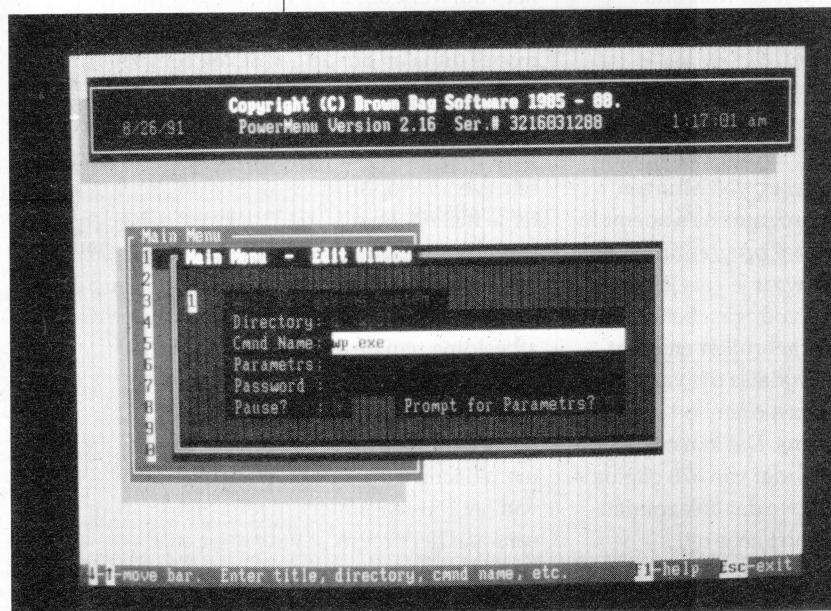 Copyright (C) Brown Bag Software 1985 - 88.
8/26/91 PowerMenu Version 2.16 Ser.# 3216831288 1:17:01 am
Main Menu
1 Main Menu - Edit Window
2
3 1
4 Directory:
5 Cmnd Name: wp.exe
6 Parametrs:
7 Password :
8 Pause? : Prompt for Parametrs?
9
0
↓-↑-move bar. Enter title, directory, cmnd name, etc. F1-help Esc-exit